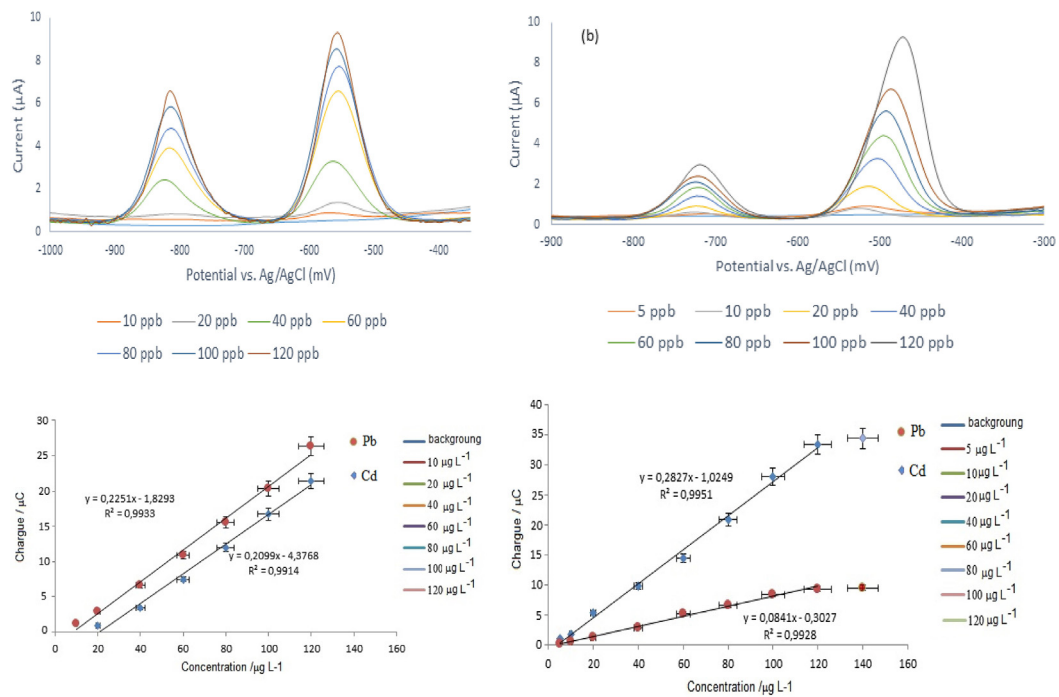 10
8
6
4
2
0
Current (µA)
-1000 -900 -800 -700 -600 -500 -400
Potential vs. Ag/AgCl (mV)
10 ppb 20 ppb 40 ppb 60 ppb
80 ppb 100 ppb 120 ppb
(b)
10
8
6
4
2
0
Current (µA)
-900 -800 -700 -600 -500 -400 -300
Potential vs. Ag/AgCl (mV)
5 ppb 10 ppb 20 ppb 40 ppb
60 ppb 80 ppb 100 ppb 120 ppb
30
25
20
15
10
5
0
Chargue / µC
y = 0,2251x - 1,8293
R² = 0,9933
y = 0,2099x - 4,3768
R² = 0,9914
0 20 40 60 80 100 120 140 160
Concentration /µg L-1
Pb
Cd
backgroung
10 µg L⁻¹
20 µg L⁻¹
40 µg L⁻¹
60 µg L⁻¹
80 µg L⁻¹
100 µg L⁻¹
120 µg L⁻¹
40
35
30
25
20
15
10
5
0
Chargue / µC
y = 0,2827x - 1,0249
R² = 0,9951
y = 0,0841x - 0,3027
R² = 0,9928
0 20 40 60 80 100 120 140 160
Concentration /µg L-1
Pb
Cd
backgroung
5 µg L⁻¹
10 µg L⁻¹
20 µg L⁻¹
40 µg L⁻¹
60 µg L⁻¹
80 µg L⁻¹
100 µg L⁻¹
120 µg L⁻¹